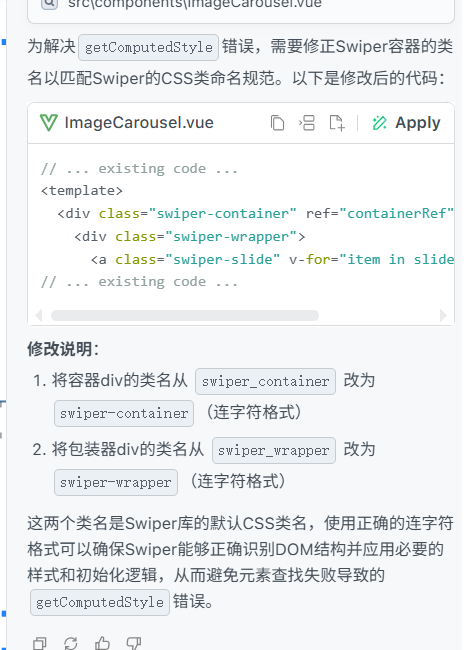 src\components\ImageCarousel.vue
为解决 getComputedStyle 错误，需要修正Swiper容器的类
名以匹配Swiper的CSS类命名规范。以下是修改后的代码：
ImageCarousel.vue Apply
// ... existing code ...
<template>
<div class="swiper-container" ref="containerRef"
<div class="swiper-wrapper">
<a class="swiper-slide" v-for="item in slide
// ... existing code ...
修改说明：
1. 将容器div的类名从 swiper_container 改为
swiper-container （连字符格式）
2. 将包装器div的类名从 swiper_wrapper 改为
swiper-wrapper （连字符格式）
这两个类名是Swiper库的默认CSS类名，使用正确的连字符
格式可以确保Swiper能够正确识别DOM结构并应用必要的
样式和初始化逻辑，从而避免元素查找失败导致的
getComputedStyle 错误。